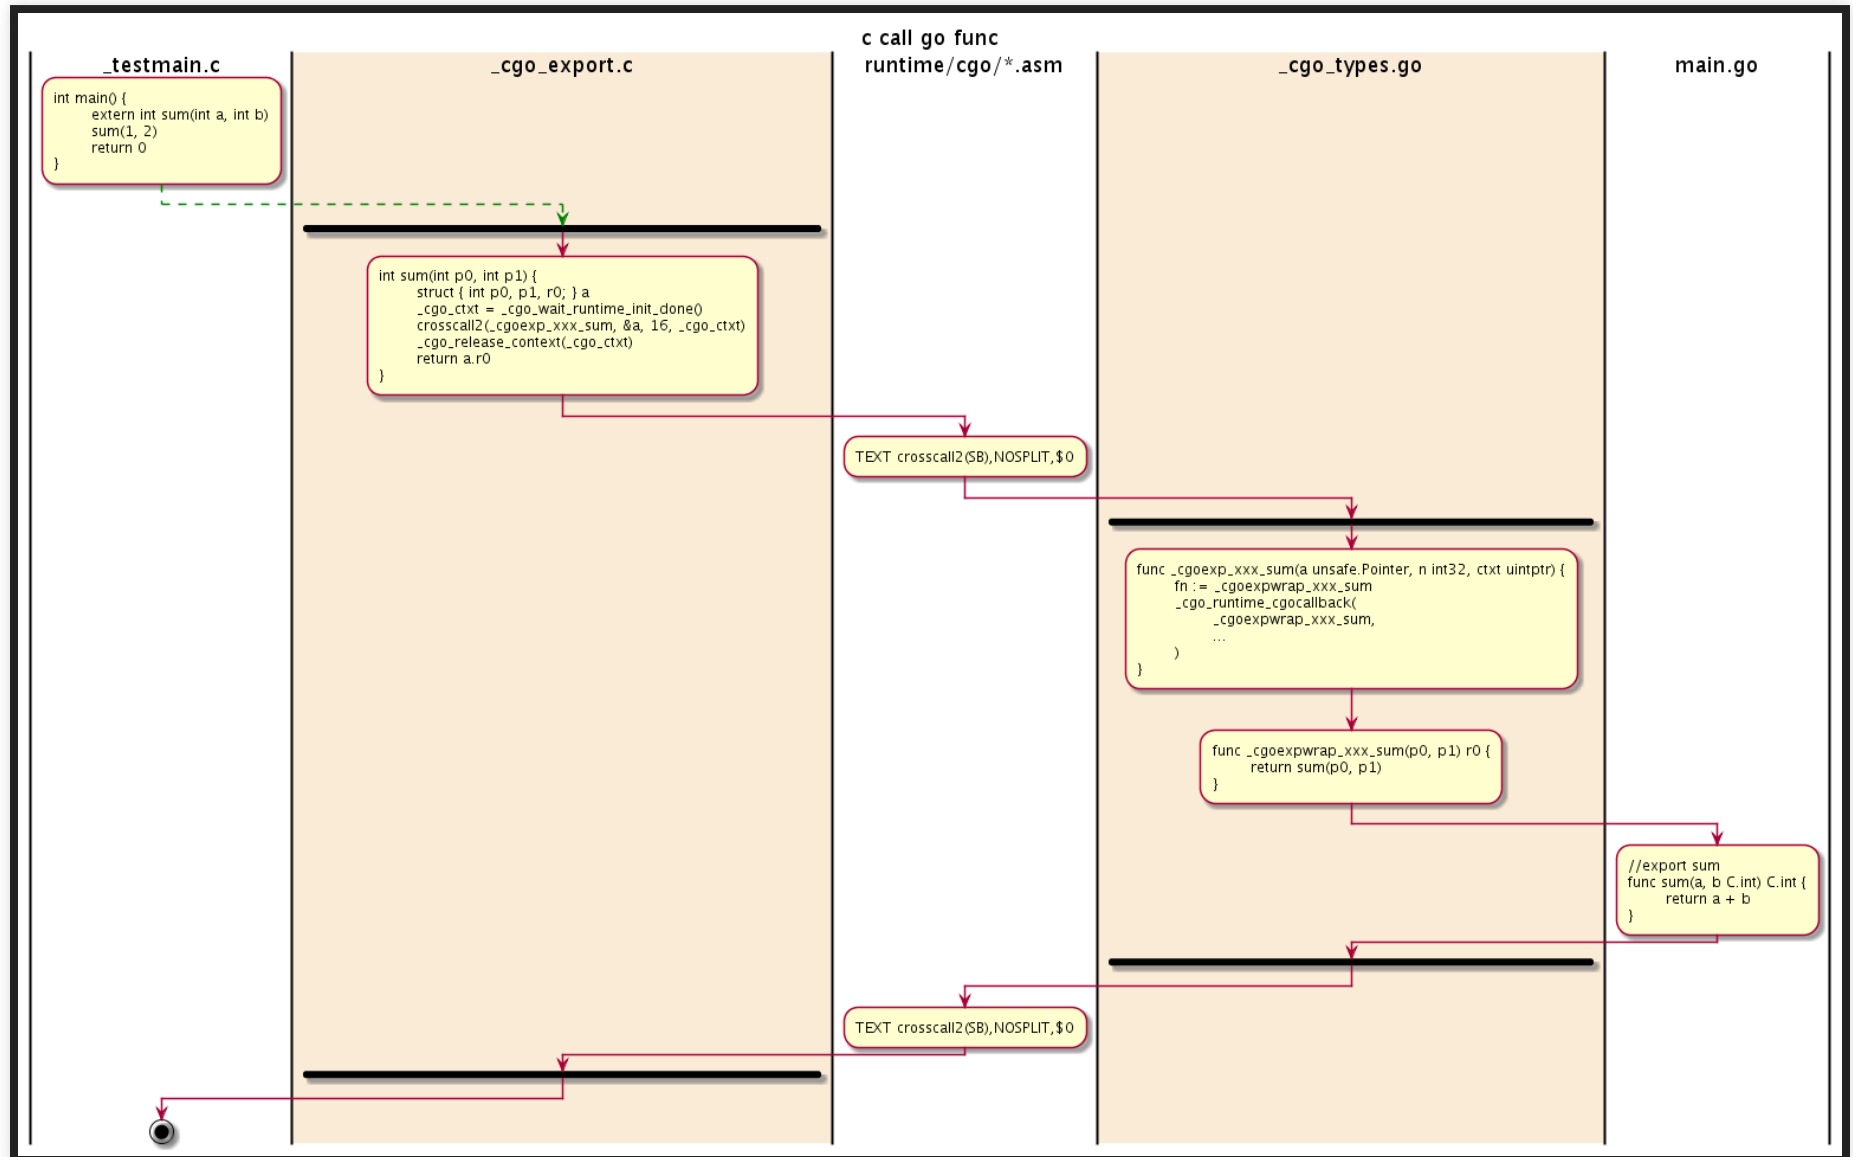 c call go func
_testmain.c
_cgo_export.c
runtime/cgo/*.asm
_cgo_types.go
main.go
int main() {
extern int sum(int a, int b)
sum(1, 2)
return 0
}
int sum(int p0, int p1) {
struct { int p0, p1, r0; } a
_cgo_ctxt = _cgo_wait_runtime_init_done()
crosscall2(_cgoexp_xxx_sum, &a, 16, _cgo_ctxt)
_cgo_release_context(_cgo_ctxt)
return a.r0
}
TEXT crosscall2(SB),NOSPLIT,$0
func _cgoexp_xxx_sum(a unsafe.Pointer, n int32, ctxt uintptr) {
fn := _cgoexpwrap_xxx_sum
_cgo_runtime_cgocallback(
_cgoexpwrap_xxx_sum,
...
)
}
func _cgoexpwrap_xxx_sum(p0, p1) r0 {
return sum(p0, p1)
}
//export sum
func sum(a, b C.int) C.int {
return a + b
}
TEXT crosscall2(SB),NOSPLIT,$0